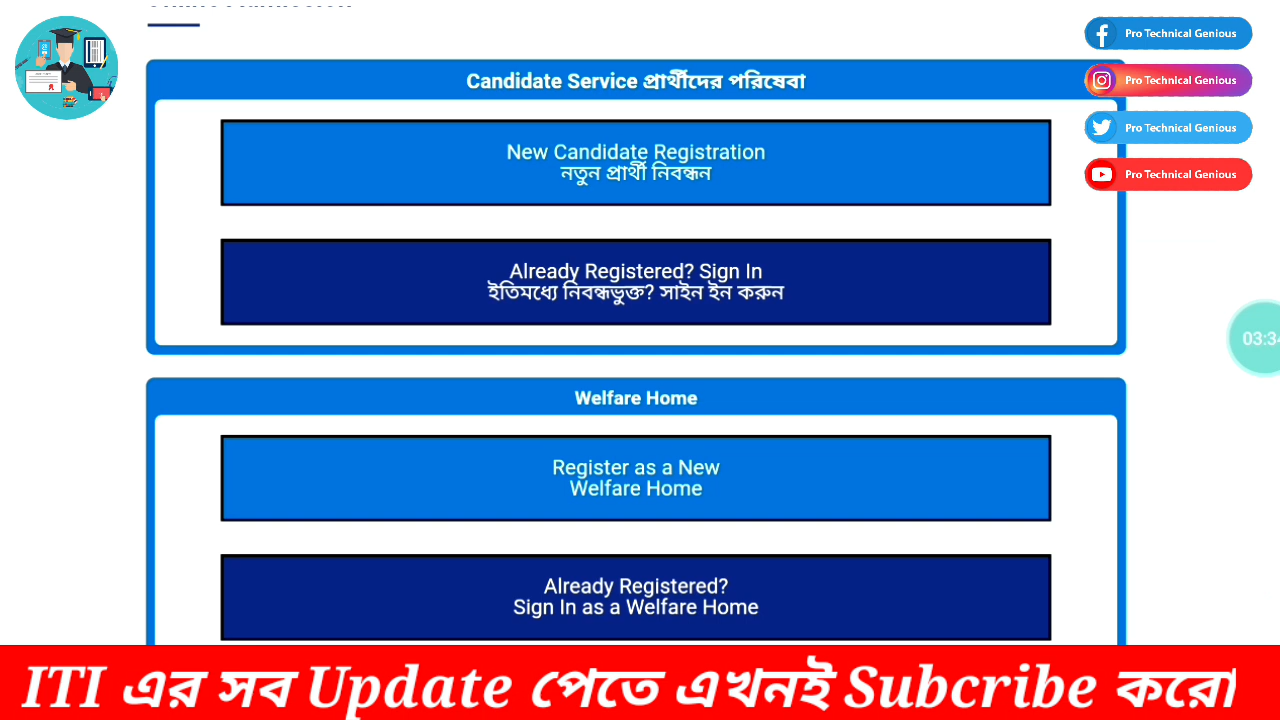 Candidate Service প্রার্থীদের পরিষেবা
New Candidate Registration
নতুন প্রার্থী নিবন্ধন
Already Registered? Sign In
ইতিমধ্যে নিবন্ধভুক্ত? সাইন ইন করুন
Welfare Home
Register as a New
Welfare Home
Already Registered?
Sign In as a Welfare Home
Pro Technical Genious
Pro Technical Genious
Pro Technical Genious
Pro Technical Genious
03:34
ITI এর সব Update পেতে এখনই Subcribe করো